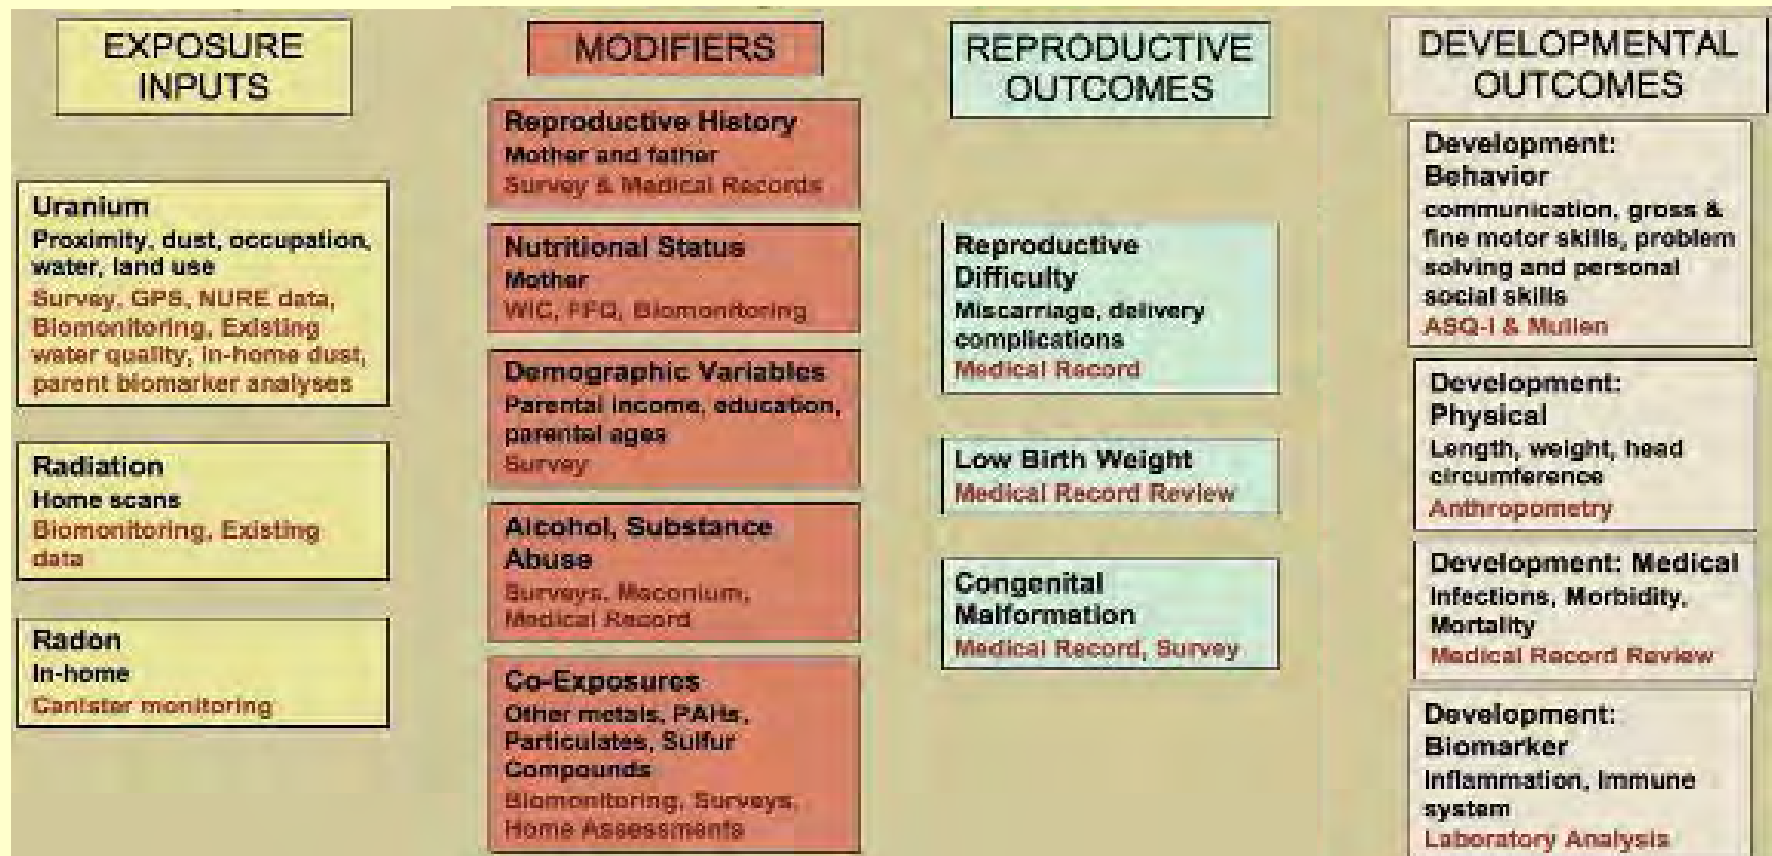 EXPOSURE
INPUTS
Uranium
Proximity, dust, occupation,
water, land use
Survey, GPS, NURE data,
Biomonitoring, Existing
water quality, in-home dust,
parent biomarker analyses
Radiation
Home scans
Biomonitoring, Existing
data
Radon
In-home
Canister monitoring
MODIFIERS
Reproductive History
Mother and father
Survey & Medical Records
Nutritional Status
Mother
WIC, FFQ, Biomonitoring
Demographic Variables
Parental income, education,
parental ages
Survey
Alcohol, Substance
Abuse
Surveys, Meconium,
Medical Record
Co-Exposures
Other metals, PAHs,
Particulates, Sulfur
Compounds
Biomonitoring, Surveys,
Home Assessments
REPRODUCTIVE
OUTCOMES
Reproductive
Difficulty
Miscarriage, delivery
complications
Medical Record
Low Birth Weight
Medical Record Review
Congenital
Malformation
Medical Record, Survey
DEVELOPMENTAL
OUTCOMES
Development:
Behavior
communication, gross &
fine motor skills, problem
solving and personal
social skills
ASQ-I & Mullen
Development:
Physical
Length, weight, head
circumference
Anthropometry
Development: Medical
Infections, Morbidity,
Mortality
Medical Record Review
Development:
Biomarker
Inflammation, Immune
system
Laboratory Analysis